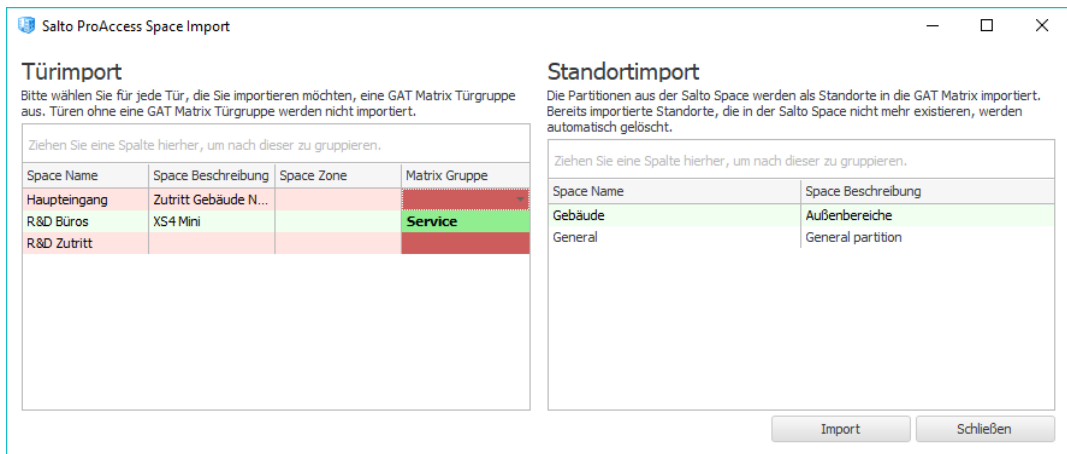 Salto ProAccess Space Import
Türimport
Bitte wählen Sie für jede Tür, die Sie importieren möchten, eine GAT Matrix Türgruppe
aus. Türen ohne eine GAT Matrix Türgruppe werden nicht importiert.
Ziehen Sie eine Spalte hierher, um nach dieser zu gruppieren.
Space Name Space Beschreibung Space Zone Matrix Gruppe
Haupteingang Zutritt Gebäude N...
R&D Büros XS4 Mini Service
R&D Zutritt
Standortimport
Die Partitionen aus der Salto Space werden als Standorte in die GAT Matrix importiert.
Bereits importierte Standorte, die in der Salto Space nicht mehr existieren, werden
automatisch gelöscht.
Ziehen Sie eine Spalte hierher, um nach dieser zu gruppieren.
Space Name Space Beschreibung
Gebäude Außenbereiche
General General partition
Import Schließen